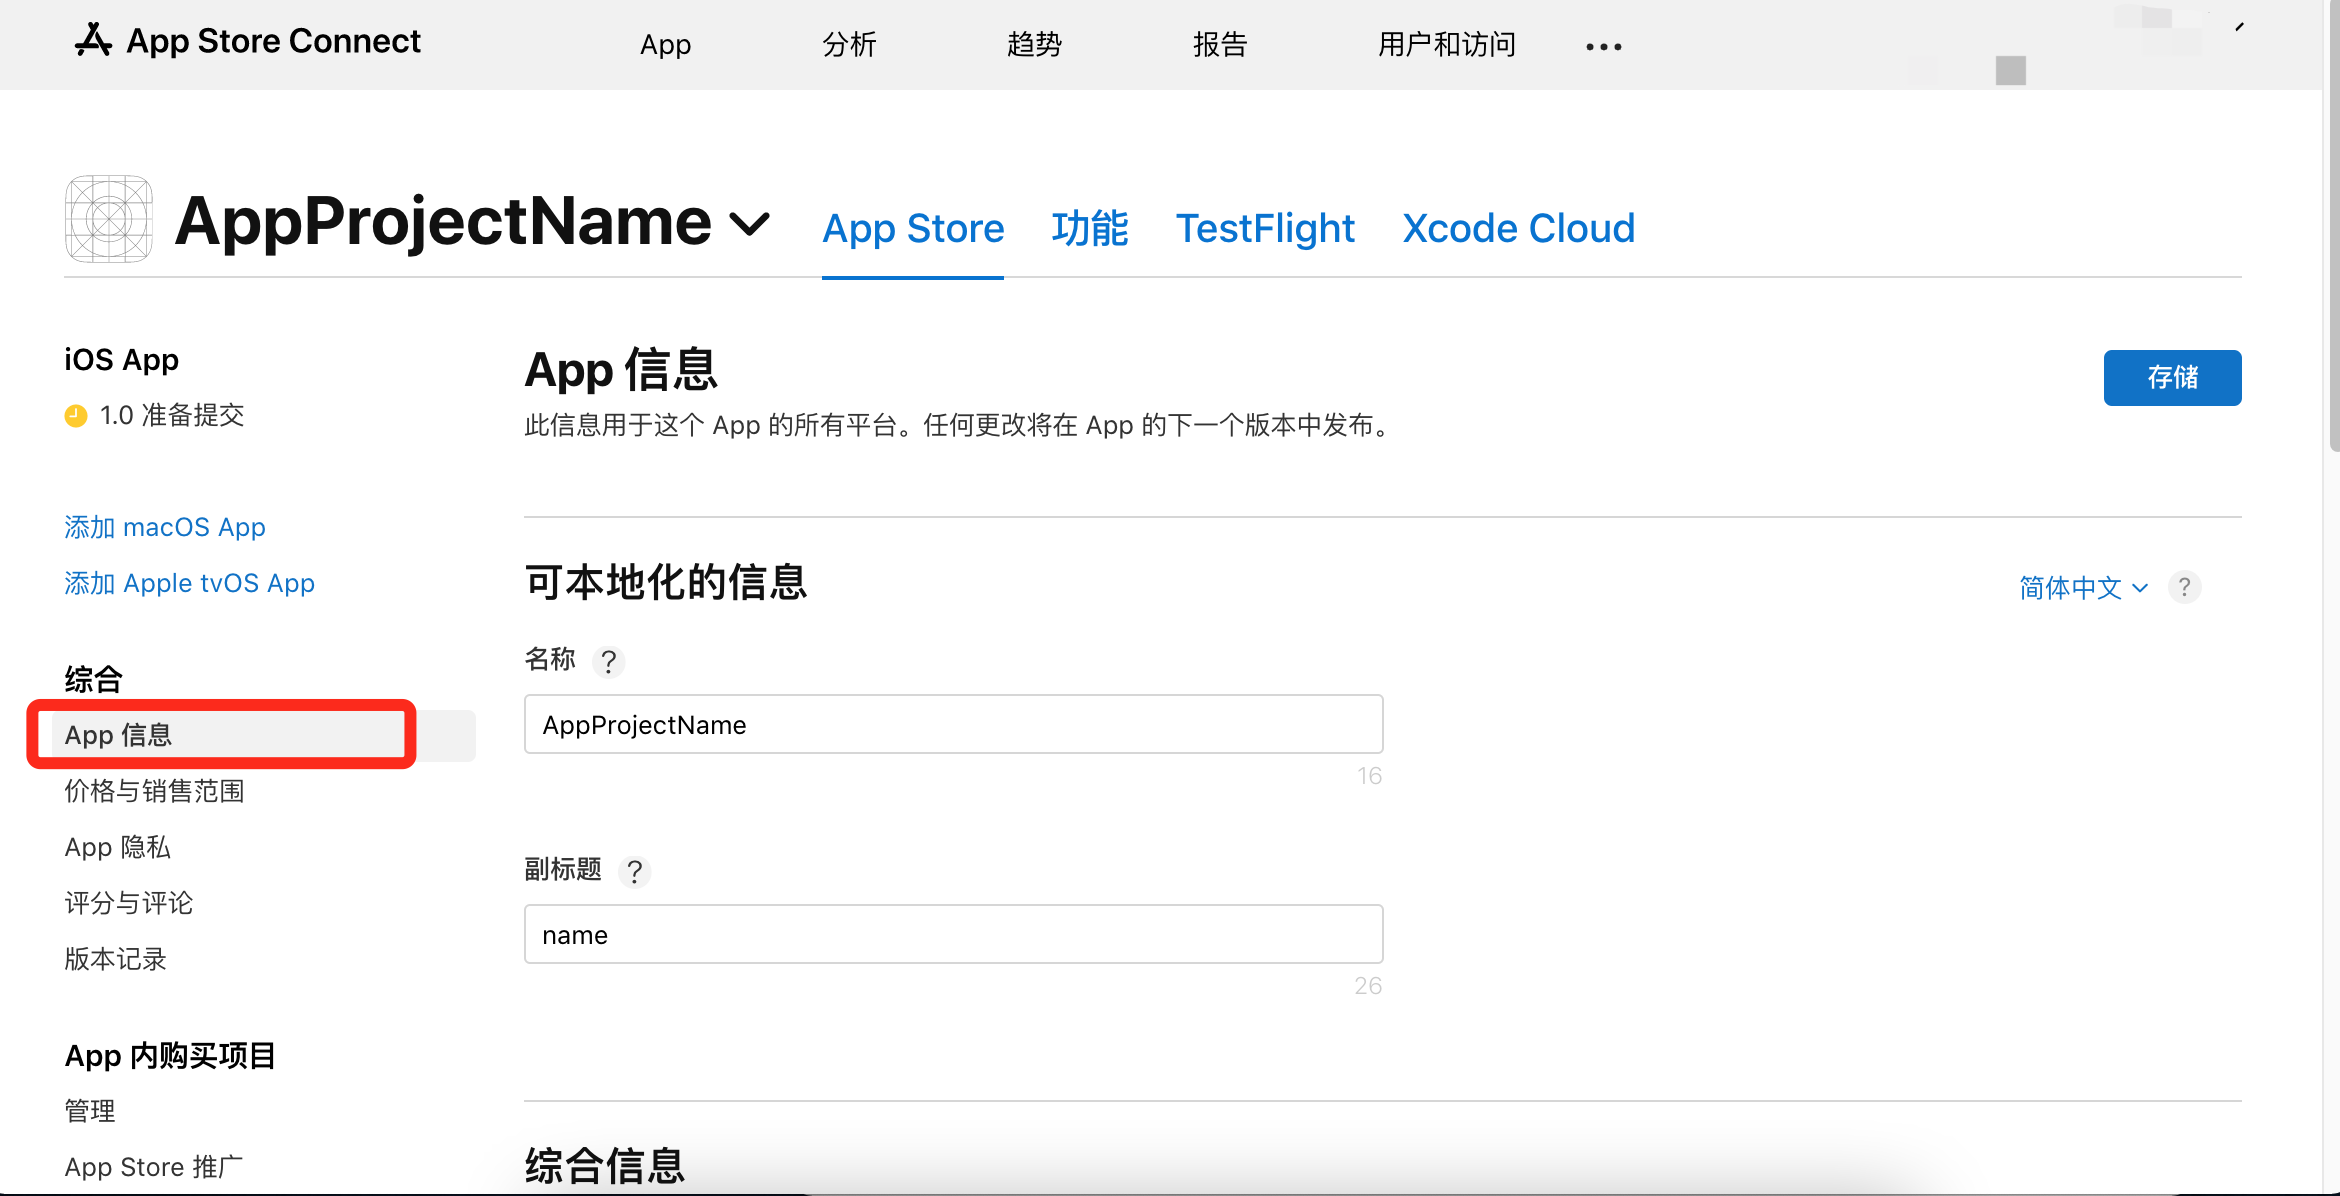 App Store Connect
App
分析
趋势
报告
用户和访问
AppProjectName
App Store
功能
TestFlight
Xcode Cloud
iOS App
1.0 准备提交
添加 macOS App
添加 Apple tvOS App
综合
App 信息
价格与销售范围
App 隐私
评分与评论
版本记录
App 内购买项目
管理
App Store 推广
App 信息
存储
此信息用于这个 App 的所有平台。任何更改将在 App 的下一个版本中发布。
可本地化的信息
简体中文
?
名称 ?
AppProjectName
16
副标题 ?
name
26
综合信息